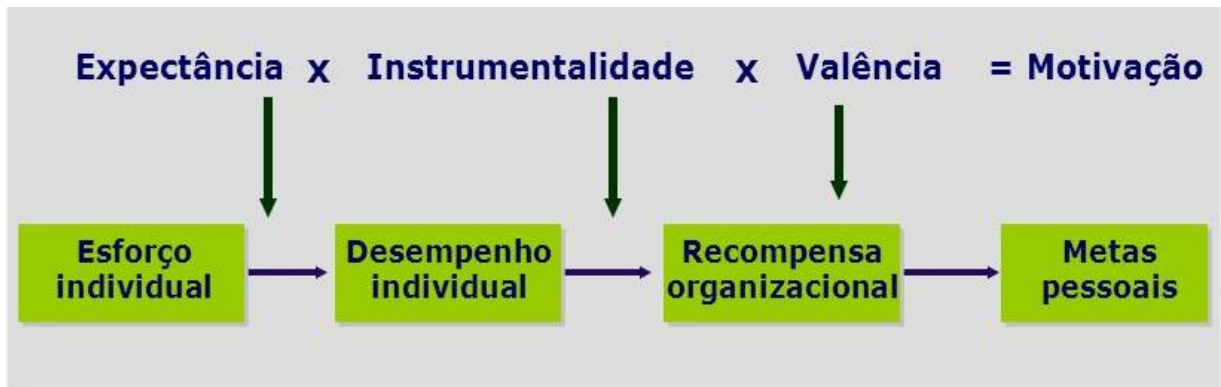 Expectância x Instrumentalidade x Valência = Motivação
Esforço
individual
Desempenho
individual
Recompensa
organizacional
Metas
pessoais